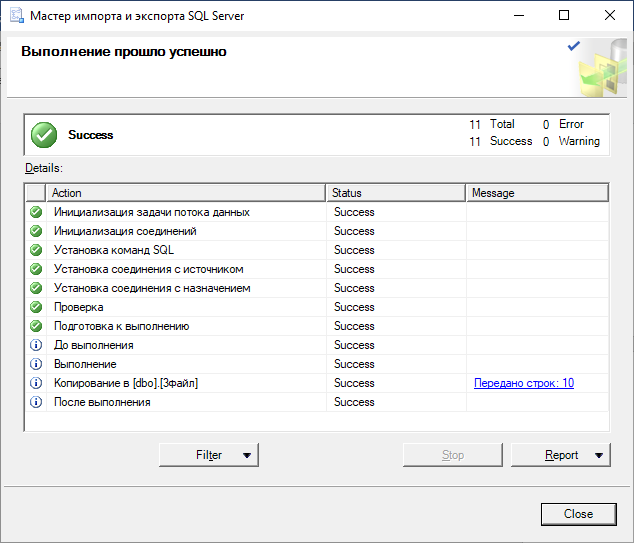 Мастер импорта и экспорта SQL Server
Выполнение прошло успешно
Success
11 Total 0 Error
11 Success 0 Warning
Details:
Action Status Message
Инициализация задачи потока данных Success
Инициализация соединений Success
Установка команд SQL Success
Установка соединения с источником Success
Установка соединения с назначением Success
Проверка Success
Подготовка к выполнению Success
До выполнения Success
Выполнение Success
Копирование в [dbo].[3файл] Success Передано строк: 10
После выполнения Success
Filter Stop Report
Close